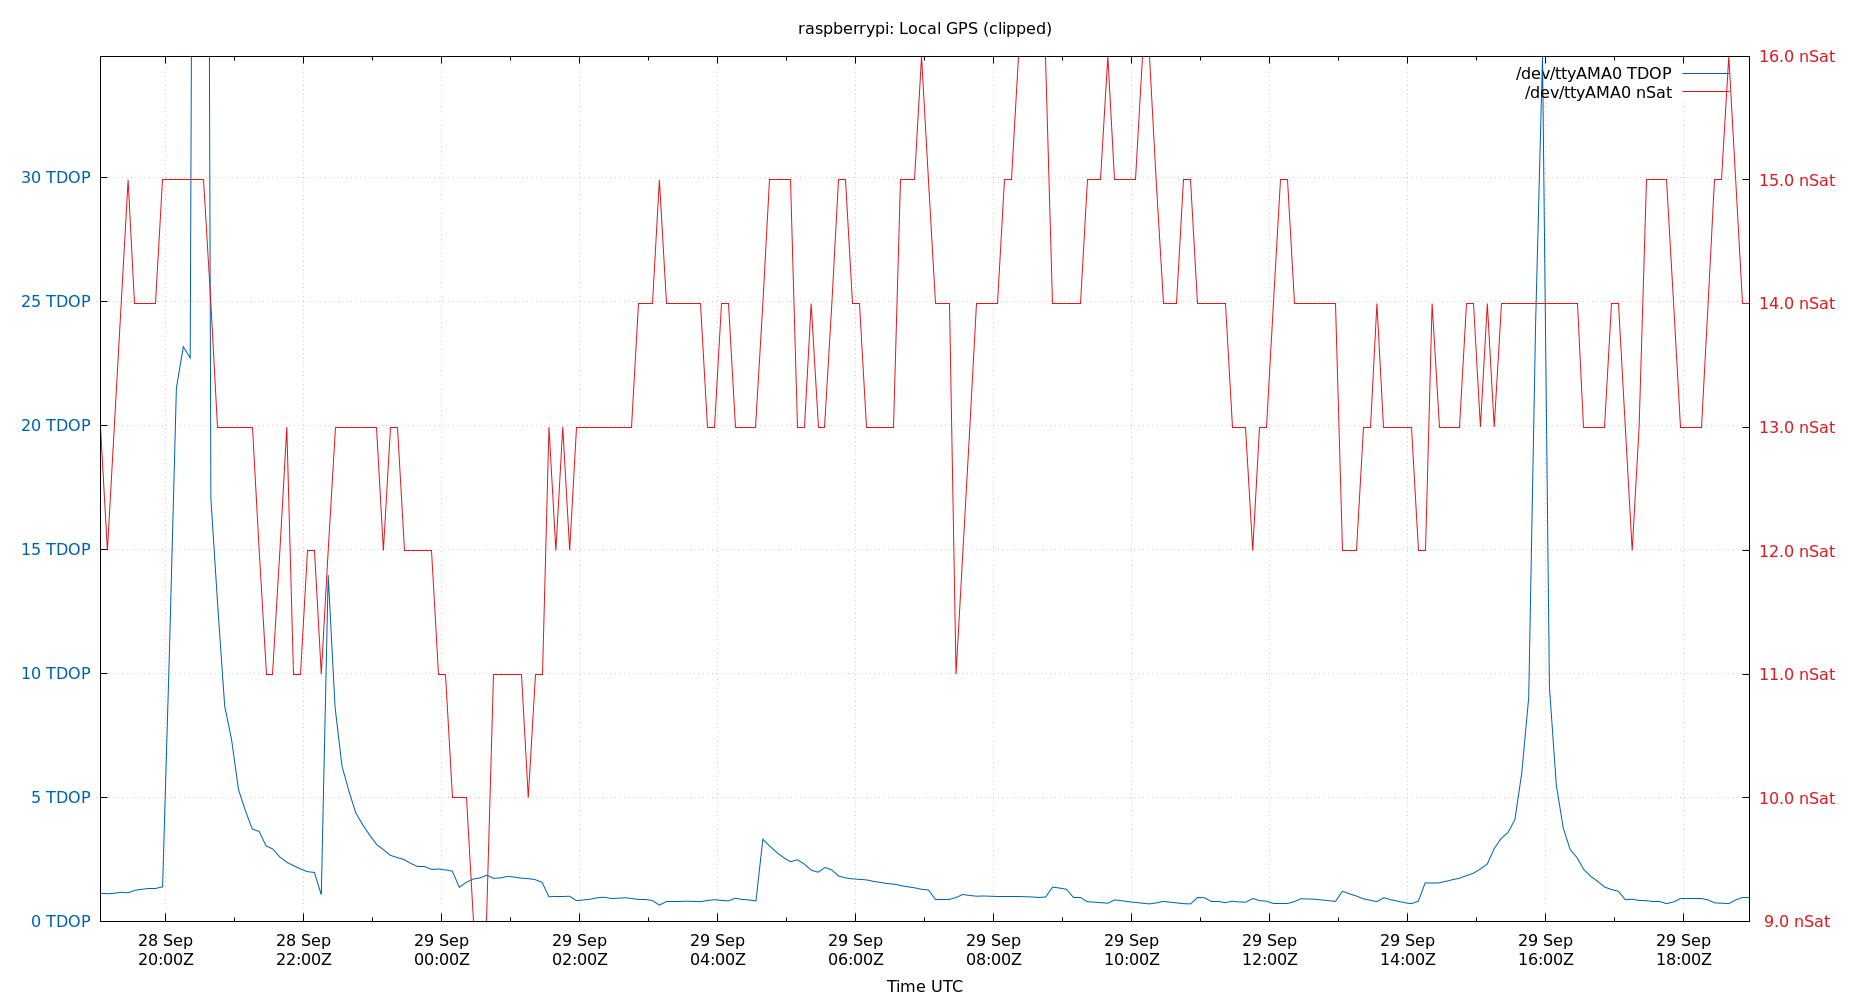 raspberrypi: Local GPS (clipped)
/dev/ttyAMA0 TDOP
/dev/ttyAMA0 nSat
30 TDOP
25 TDOP
20 TDOP
15 TDOP
10 TDOP
5 TDOP
0 TDOP
16.0 nSat
15.0 nSat
14.0 nSat
13.0 nSat
12.0 nSat
11.0 nSat
10.0 nSat
9.0 nSat
28 Sep 28 Sep 29 Sep 29 Sep 29 Sep 29 Sep 29 Sep 29 Sep 29 Sep 29 Sep 29 Sep 29 Sep
20:00Z 22:00Z 00:00Z 02:00Z 04:00Z 06:00Z 08:00Z 10:00Z 12:00Z 14:00Z 16:00Z 18:00Z
Time UTC